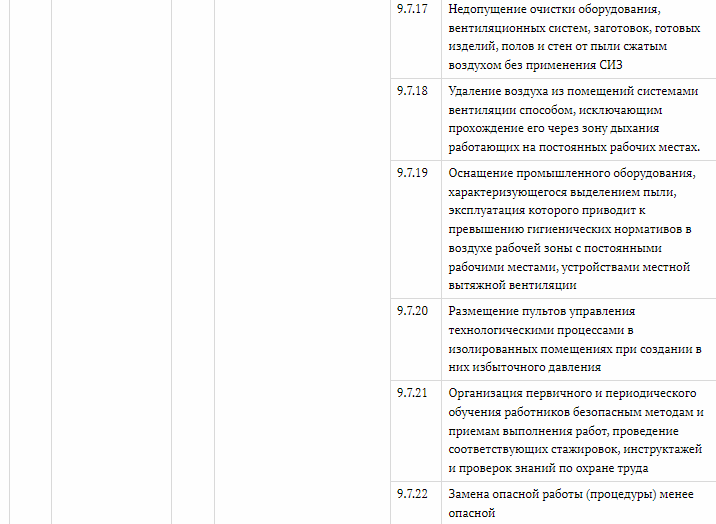 9.7.17 Недопущение очистки оборудования,
вентиляционных систем, заготовок, готовых
изделий, полов и стен от пыли сжатым
воздухом без применения СИЗ
9.7.18 Удаление воздуха из помещений системами
вентиляции способом, исключающим
прохождение его через зону дыхания
работающих на постоянных рабочих местах.
9.7.19 Оснащение промышленного оборудования,
характеризующегося выделением пыли,
эксплуатация которого приводит к
превышению гигиенических нормативов в
воздухе рабочей зоны с постоянными
рабочими местами, устройствами местной
вытяжной вентиляции
9.7.20 Размещение пультов управления
технологическими процессами в
изолированных помещениях при создании в
них избыточного давления
9.7.21 Организация первичного и периодического
обучения работников безопасным методам и
приемам выполнения работ, проведение
соответствующих стажировок, инструктажей
и проверок знаний по охране труда
9.7.22 Замена опасной работы (процедуры) менее
опасной